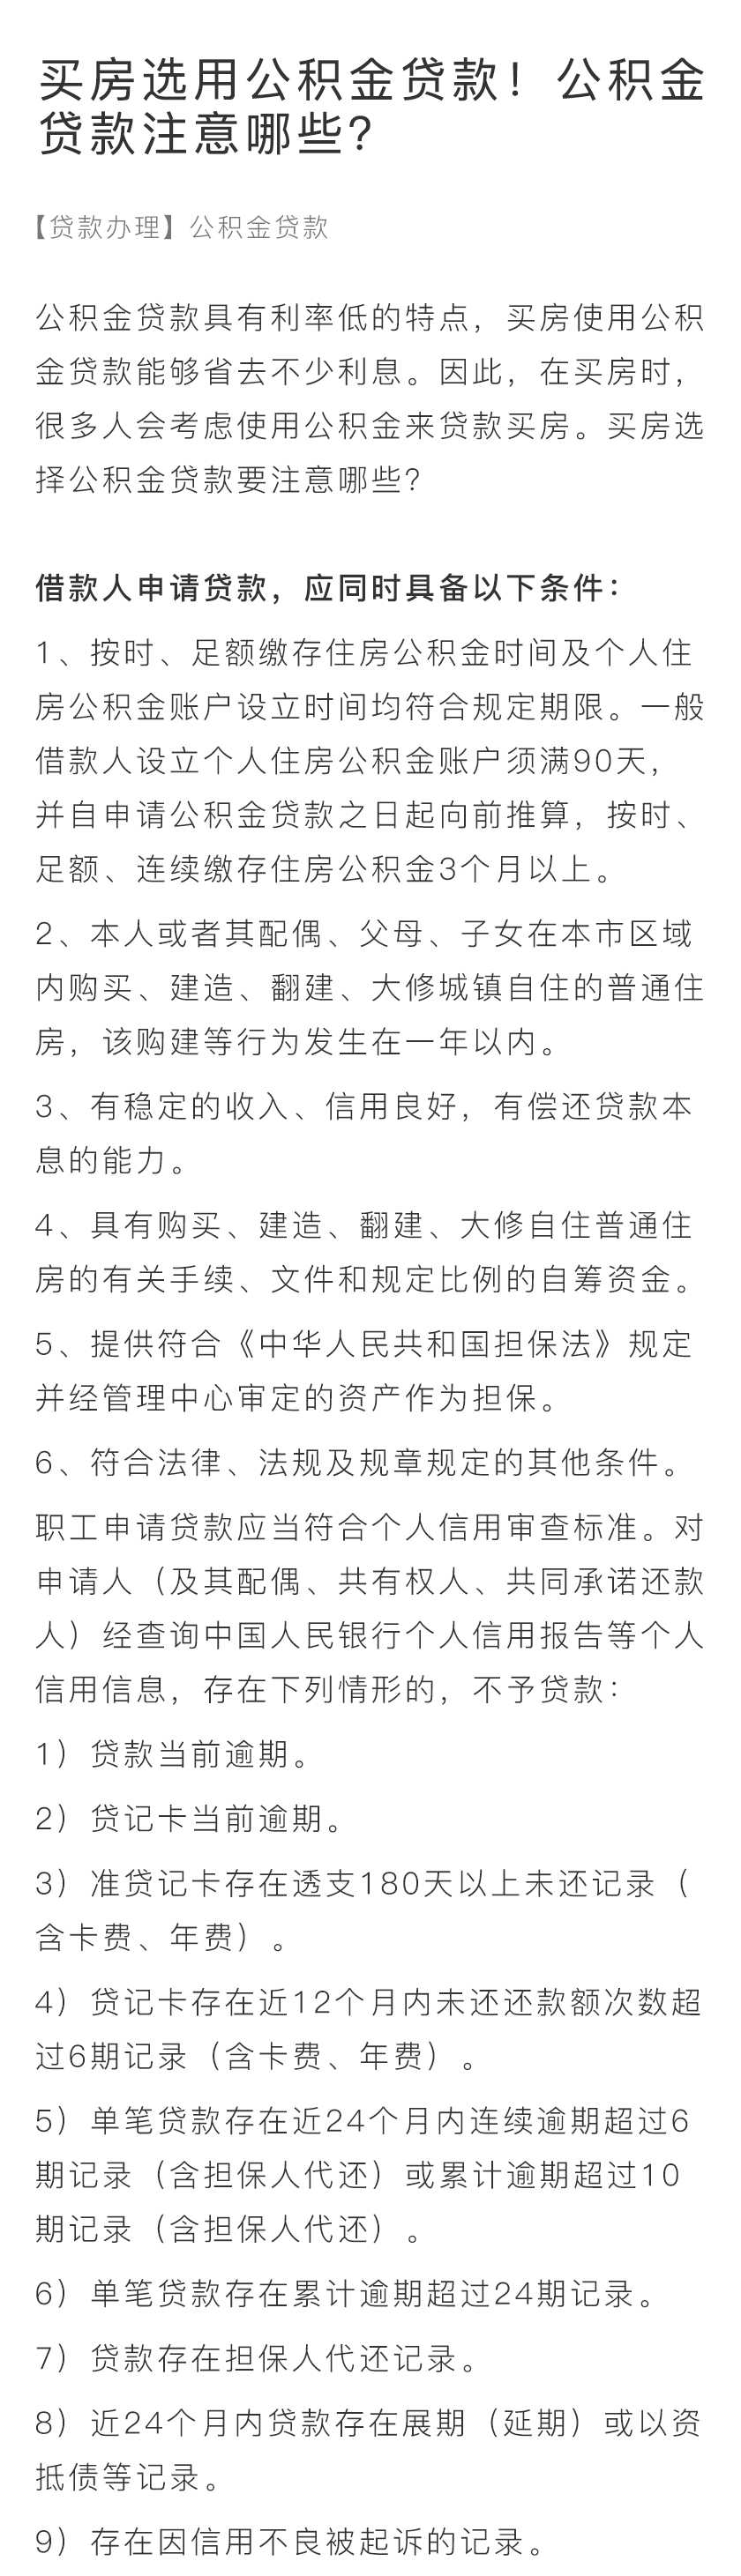 买房选用公积金贷款！公积金
贷款注意哪些？
【贷款办理】公积金贷款
公积金贷款具有利率低的特点，买房使用公积
金贷款能够省去不少利息。因此，在买房时，
很多人会考虑使用公积金来贷款买房。买房选
择公积金贷款要注意哪些？
借款人申请贷款，应同时具备以下条件：
1、按时、足额缴存住房公积金时间及个人住
房公积金账户设立时间均符合规定期限。一般
借款人设立个人住房公积金账户须满90天，
并自申请公积金贷款之日起向前推算，按时、
足额、连续缴存住房公积金3个月以上。
2、本人或者其配偶、父母、子女在本市区域
内购买、建造、翻建、大修城镇自住的普通住
房，该购建等行为发生在一年以内。
3、有稳定的收入、信用良好，有偿还贷款本
息的能力。
4、具有购买、建造、翻建、大修自住普通住
房的有关手续、文件和规定比例的自筹资金。
5、提供符合《中华人民共和国担保法》规定
并经管理中心审定的资产作为担保。
6、符合法律、法规及规章规定的其他条件。
职工申请贷款应当符合个人信用审查标准。对
申请人（及其配偶、共有权人、共同承诺还款
人）经查询中国人民银行个人信用报告等个人
信用信息，存在下列情形的，不予贷款：
1）贷款当前逾期。
2）贷记卡当前逾期。
3）准贷记卡存在透支180天以上未还记录（
含卡费、年费）。
4）贷记卡存在近12个月内未还还款额次数超
过6期记录（含卡费、年费）。
5）单笔贷款存在近24个月内连续逾期超过6
期记录（含担保人代还）或累计逾期超过10
期记录（含担保人代还）。
6）单笔贷款存在累计逾期超过24期记录。
7）贷款存在担保人代还记录。
8）近24个月内贷款存在展期（延期）或以资
抵债等记录。
9）存在因信用不良被起诉的记录。